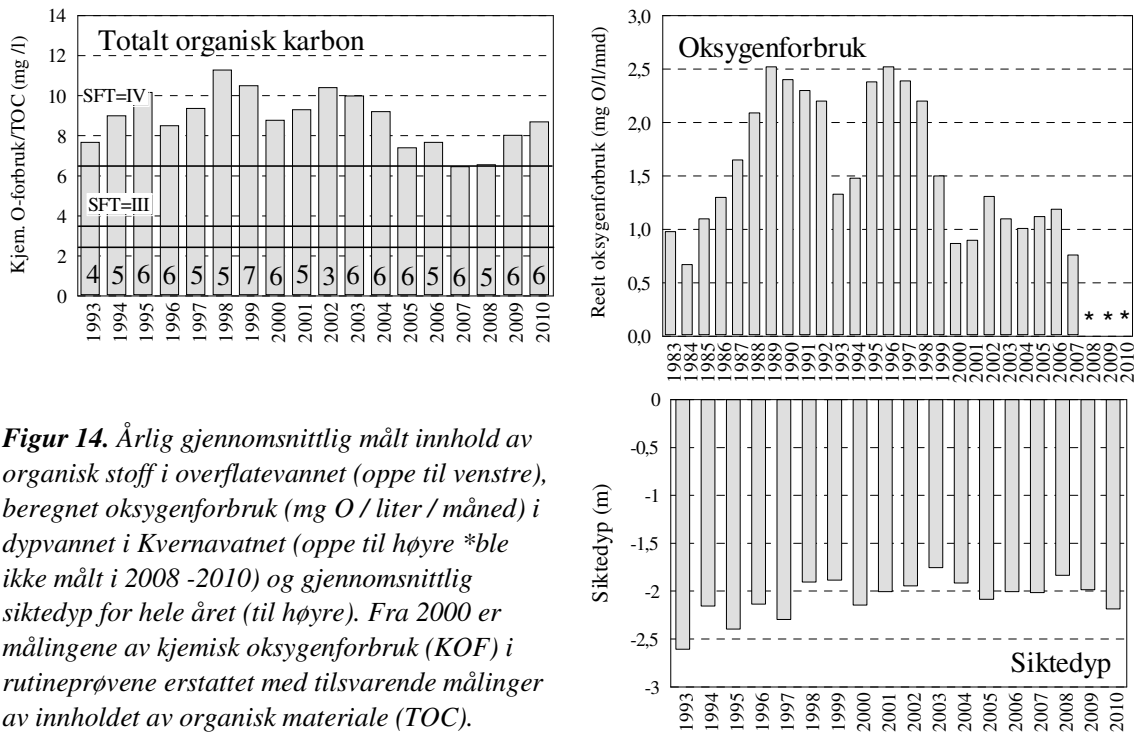 Totalt organisk karbon
Kjem. O-forbruk/TOC (mg /l)
14
12
10
8
6
4
2
0
SFT=IV
SFT=III
4 5 6 6 5 5 7 6 5 3 6 6 6 5 6 5 6 6
1993 1994 1995 1996 1997 1998 1999 2000 2001 2002 2003 2004 2005 2006 2007 2008 2009 2010
Oksygenforbruk
Reelt oksygenforbruk (mg O/l/mnd)
3,0
2,5
2,0
1,5
1,0
0,5
0,0
* * *
1983 1984 1985 1986 1987 1988 1989 1990 1991 1992 1993 1994 1995 1996 1997 1998 1999 2000 2001 2002 2003 2004 2005 2006 2007 2008 2009 2010
Figur 14. Årlig gjennomsnittlig målt innhold av
organisk stoff i overflatevannet (oppe til venstre),
beregnet oksygenforbruk (mg O / liter / måned) i
dypvannet i Kvernavatnet (oppe til høyre *ble
ikke målt i 2008 -2010) og gjennomsnittlig
siktedyp for hele året (til høyre). Fra 2000 er
målingene av kjemisk oksygenforbruk (KOF) i
rutineprøvene erstattet med tilsvarende målinger
av innholdet av organisk materiale (TOC).
Siktedyp (m)
0
-0,5
-1
-1,5
-2
-2,5
-3
Siktedyp
1993 1994 1995 1996 1997 1998 1999 2000 2001 2002 2003 2004 2005 2006 2007 2008 2009 2010